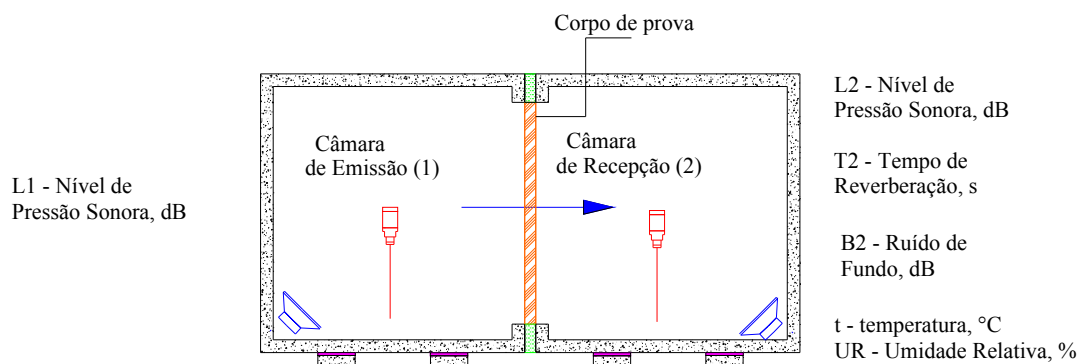 Corpo de prova
Câmara
de Emissão (1)
Câmara
de Recepção (2)
L1 - Nível de
Pressão Sonora, dB
L2 - Nível de
Pressão Sonora, dB
T2 - Tempo de
Reverberação, s
B2 - Ruído de
Fundo, dB
t - temperatura, °C
UR - Umidade Relativa, %